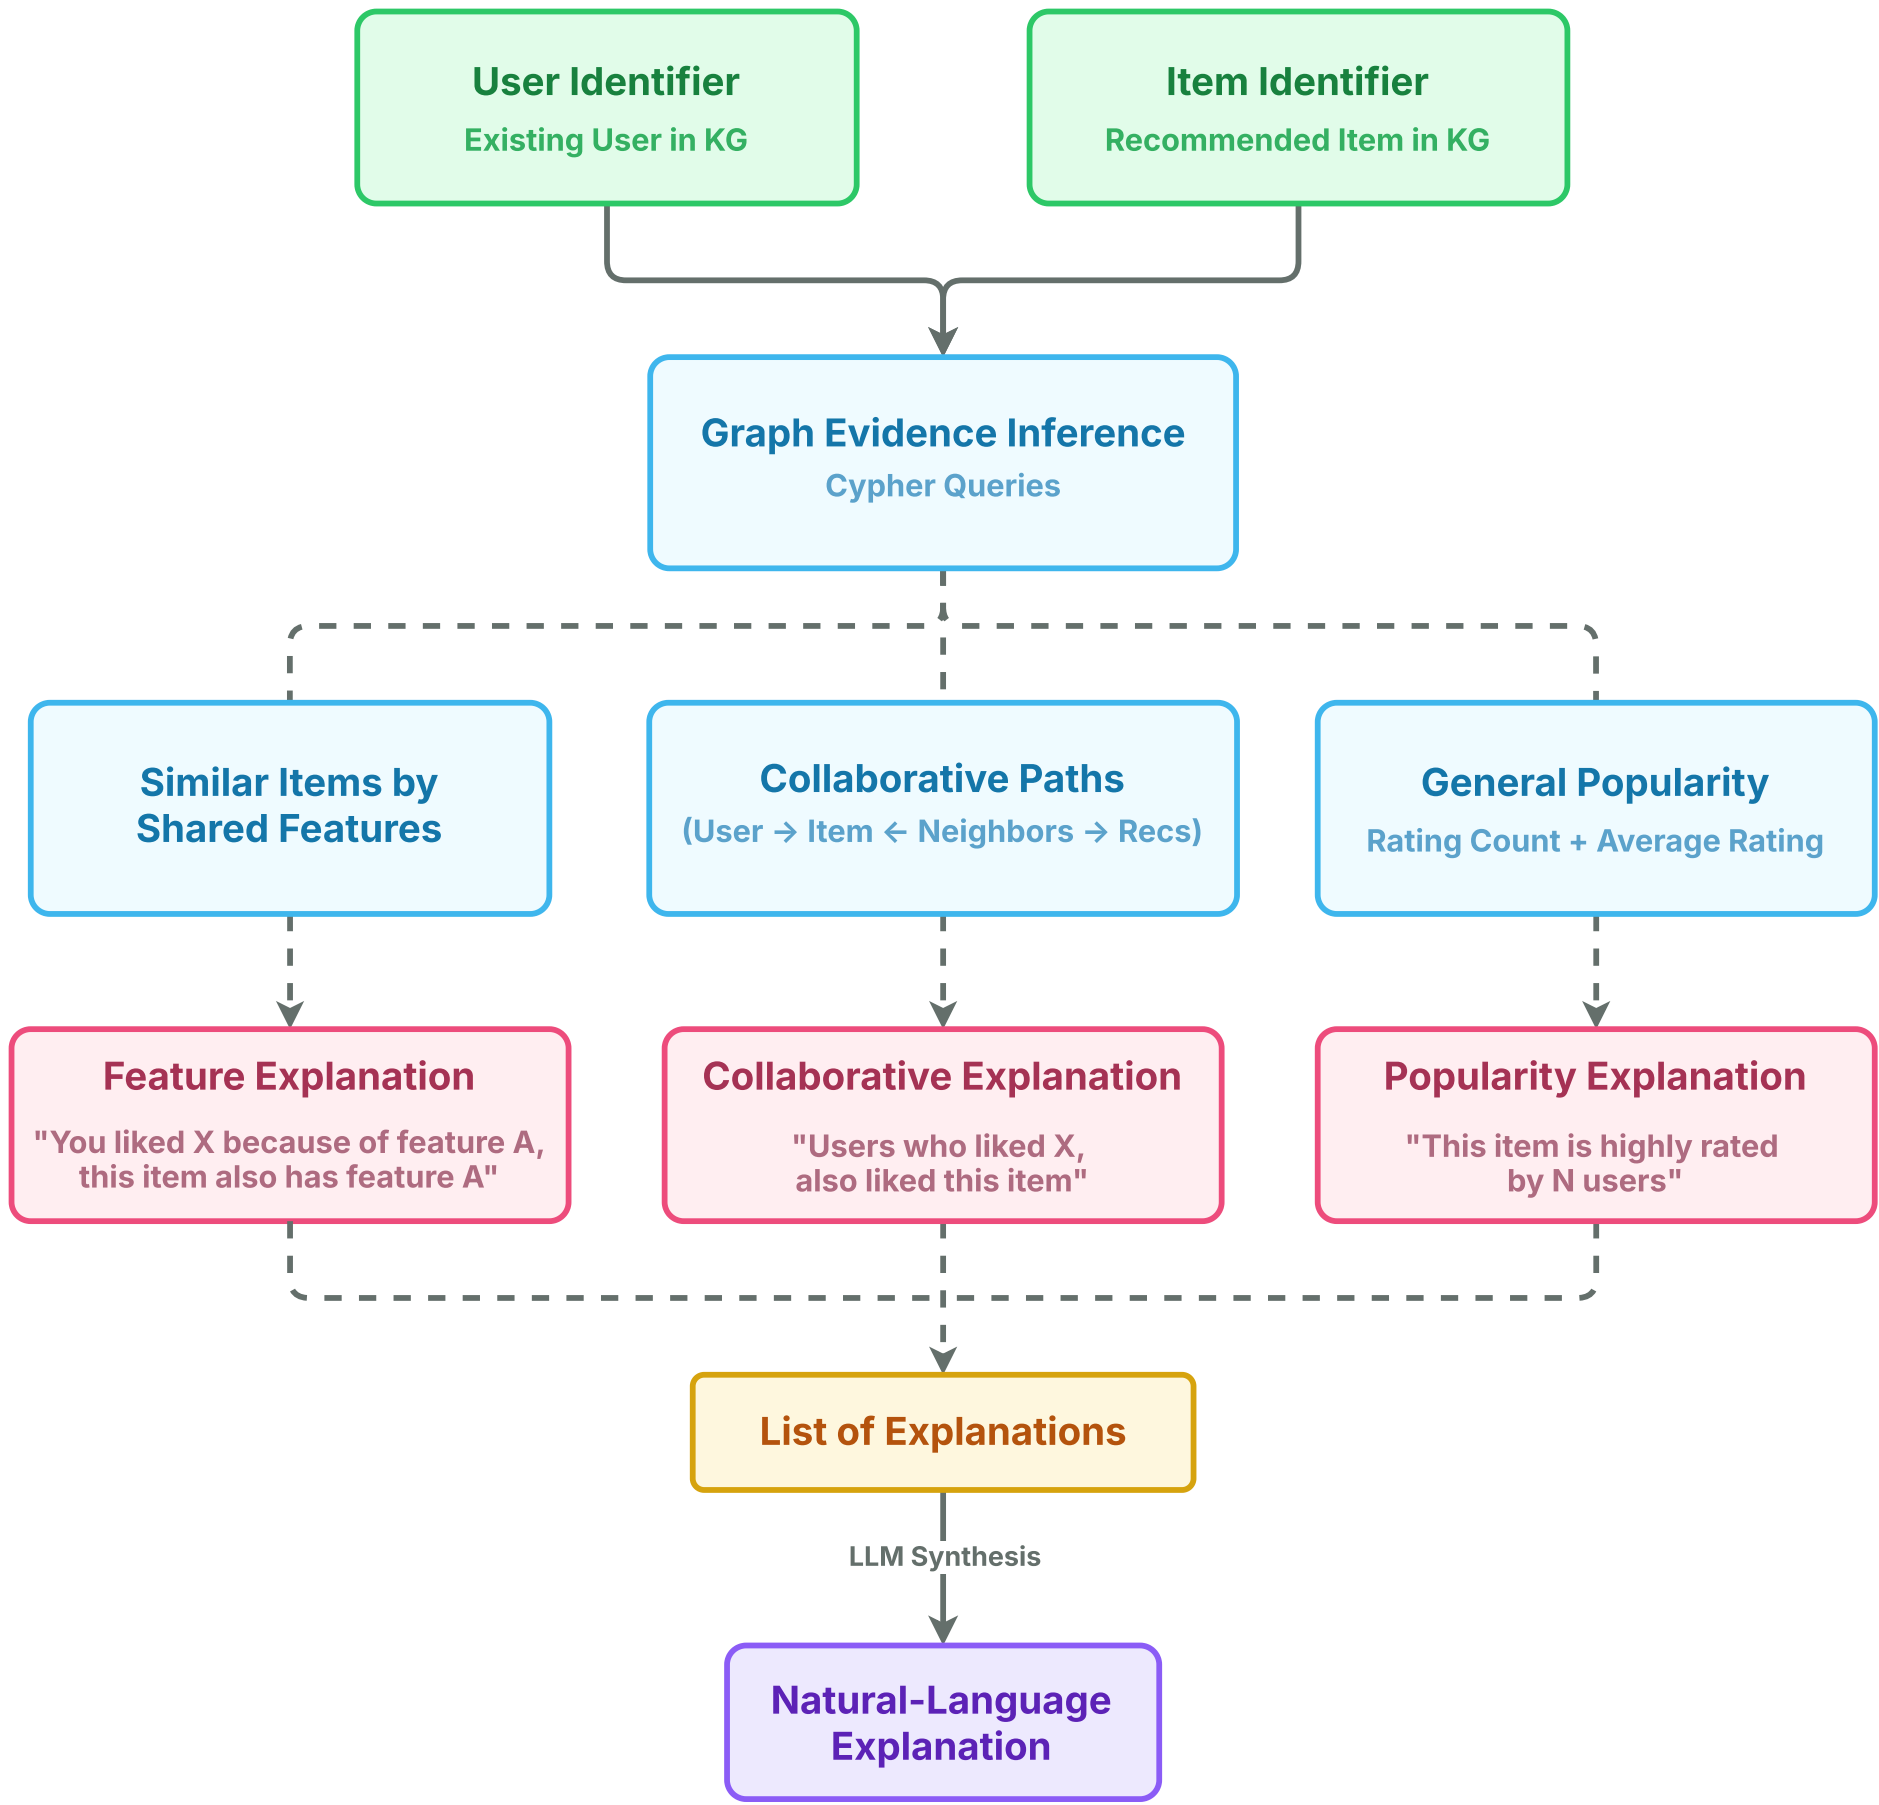 User Identifier
Existing User in KG
Item Identifier
Recommended Item in KG
Graph Evidence Inference
Cypher Queries
Similar Items by
Shared Features
Collaborative Paths
(User → Item ← Neighbors → Recs)
General Popularity
Rating Count + Average Rating
Feature Explanation
"You liked X because of feature A,
this item also has feature A"
Collaborative Explanation
"Users who liked X,
also liked this item"
Popularity Explanation
"This item is highly rated
by N users"
List of Explanations
LLM Synthesis
Natural-Language
Explanation